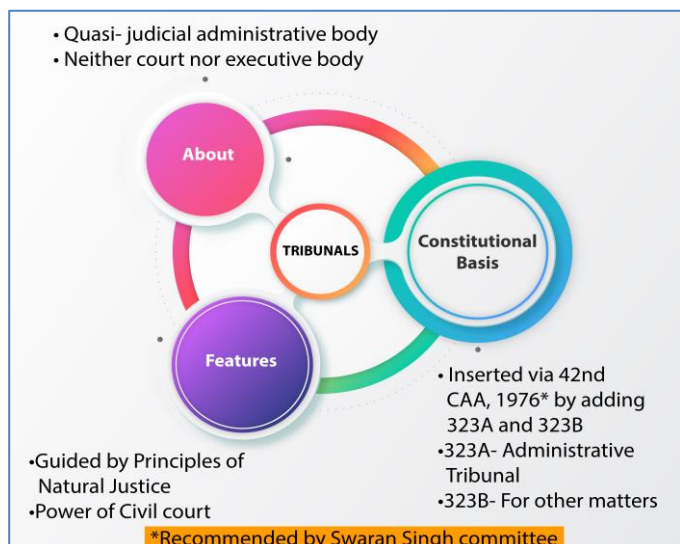 • Quasi- judicial administrative body
• Neither court nor executive body
About
TRIBUNALS
Constitutional
Basis
Features
• Inserted via 42nd
CAA, 1976* by adding
323A and 323B
•323A- Administrative
Tribunal
•323B- For other matters
•Guided by Principles of
Natural Justice
•Power of Civil court
*Recommended by Swaran Singh committee